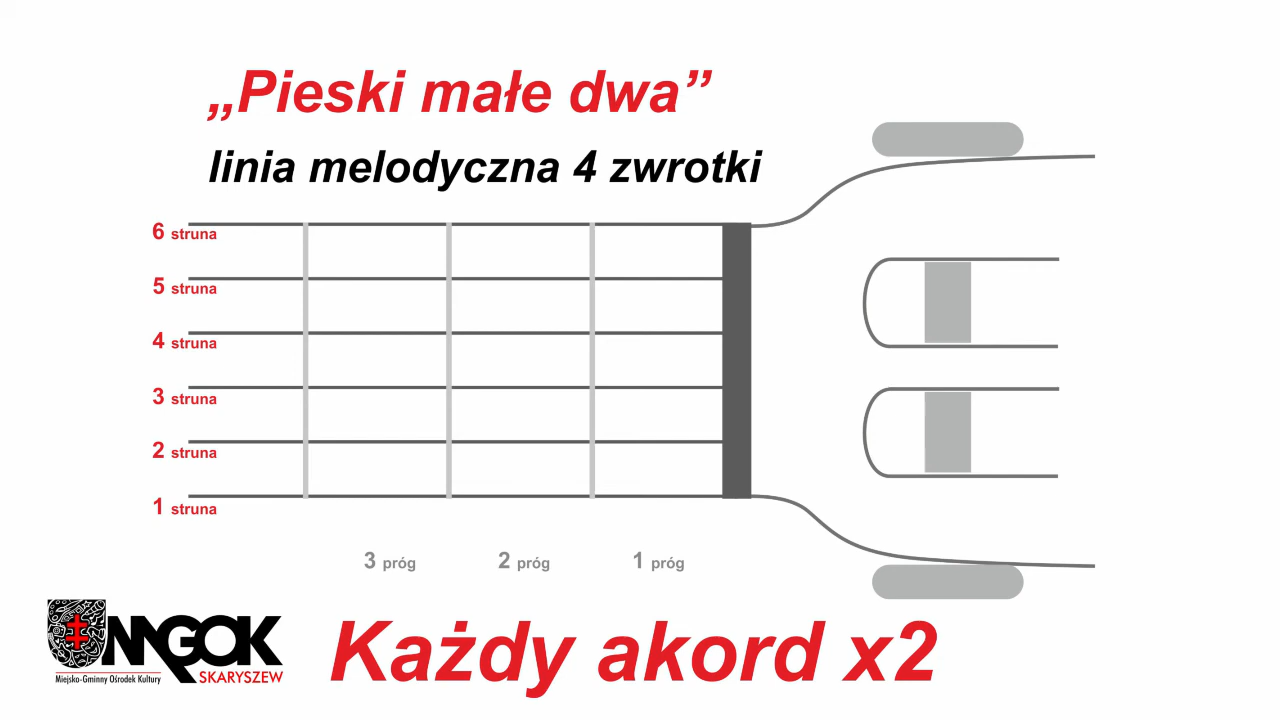 „Pieski małe dwa”
linia melodyczna 4 zwrotki
6 struna
5 struna
4 struna
3 struna
2 struna
1 struna
3 próg 2 próg 1 próg
MGOK
SKARYSZEW
Miejsko-Gminny Ośrodek Kultury
Każdy akord x2